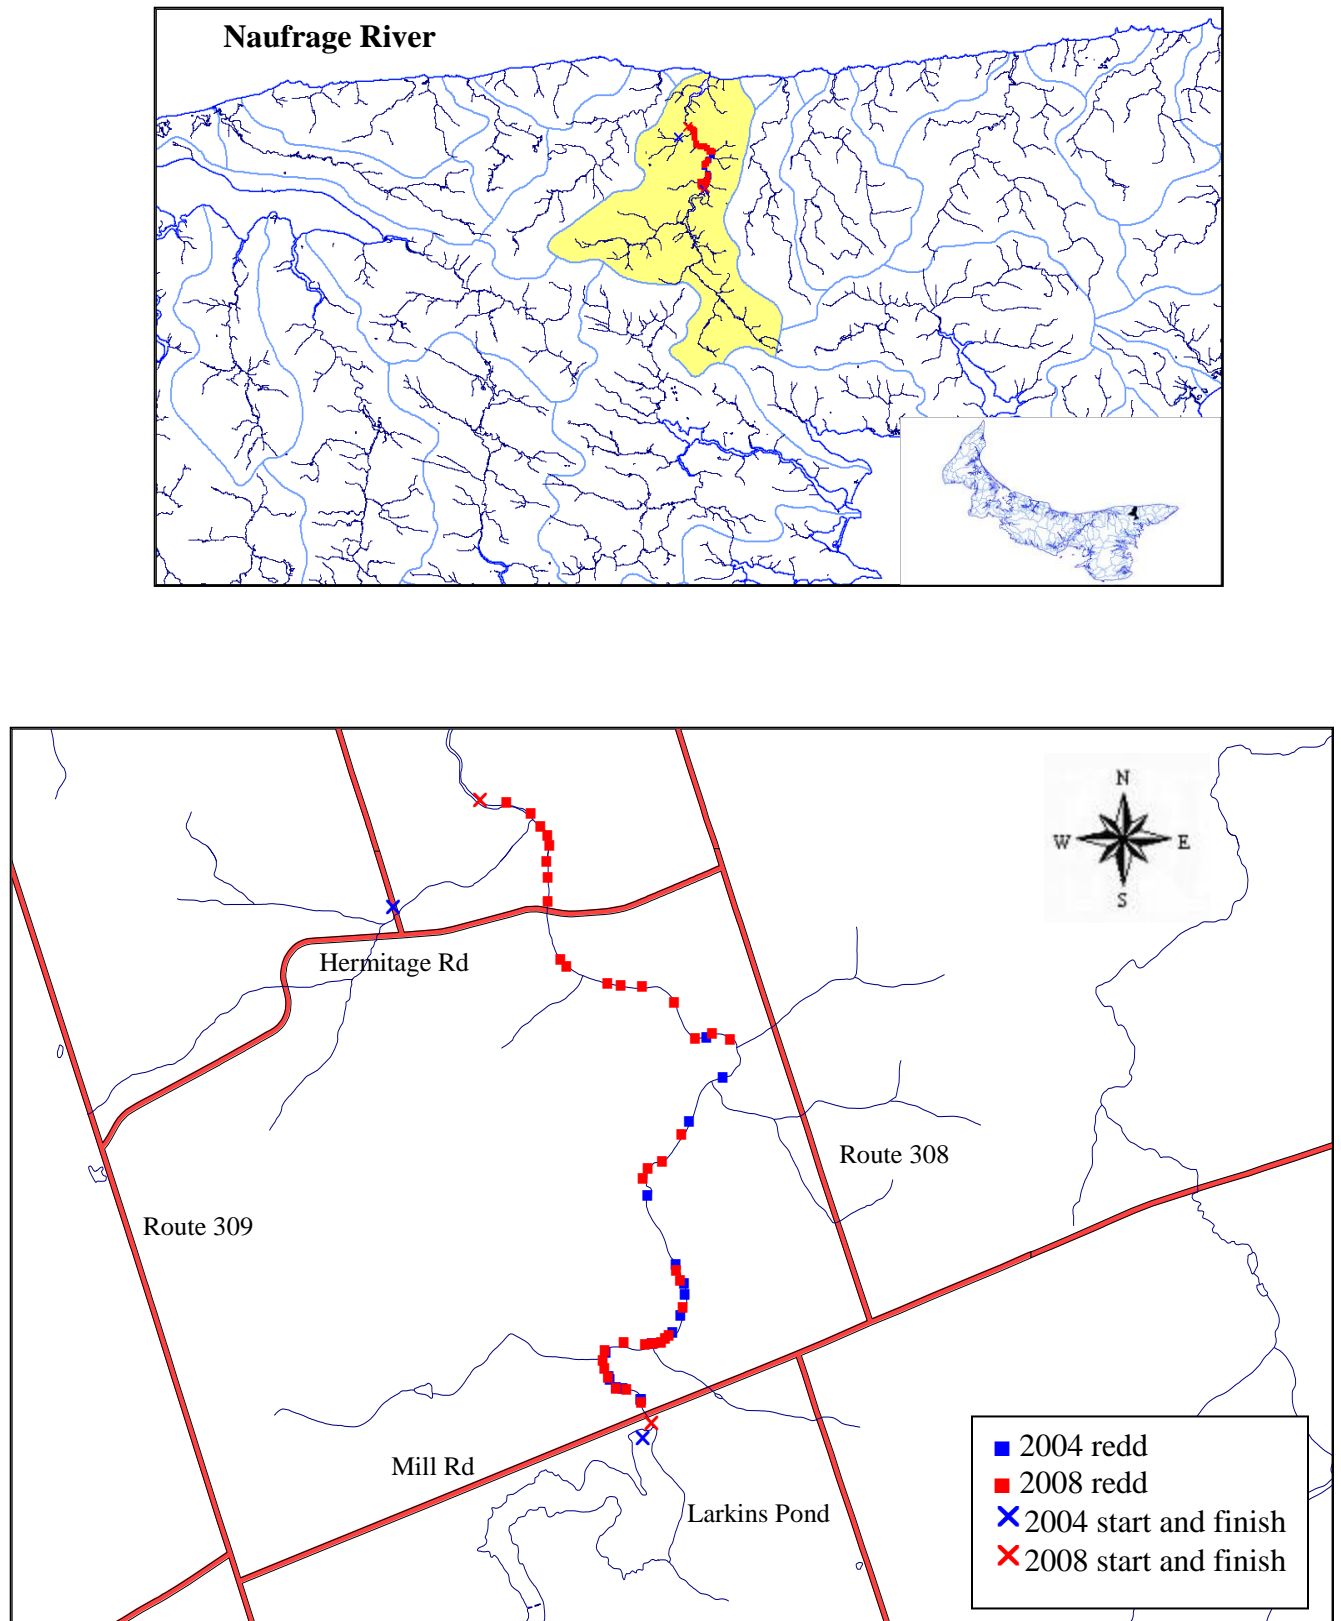 Naufrage River
N
W E
S
Hermitage Rd
Route 308
Route 309
Mill Rd
Larkins Pond
2004 redd
2008 redd
2004 start and finish
2008 start and finish